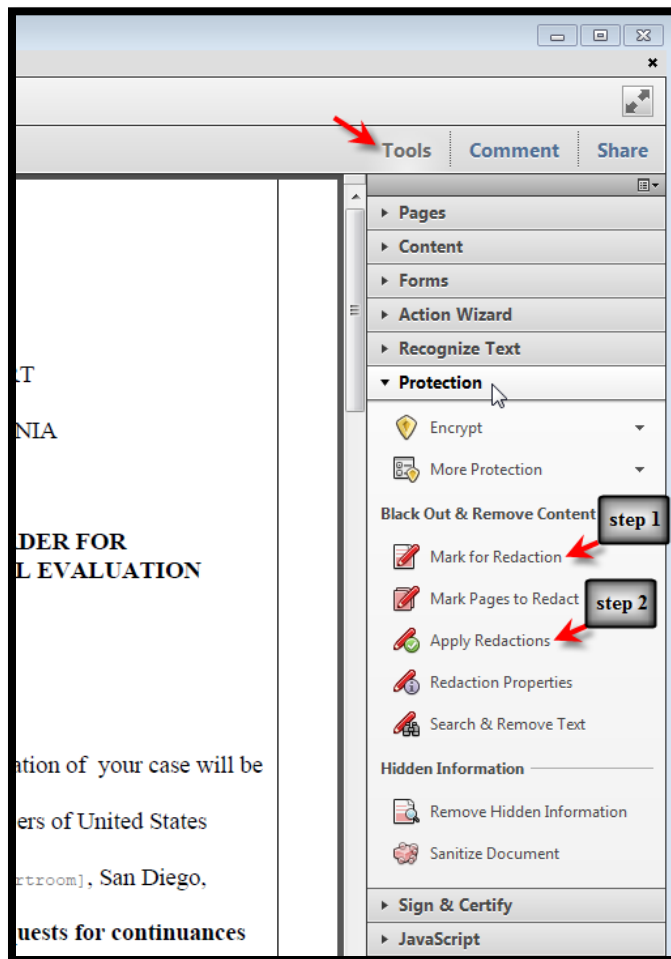 Tools Comment Share
Pages
Content
Forms
Action Wizard
Recognize Text
RT
Protection
NIA
Encrypt
More Protection
Black Out & Remove Content
step 1
DER FOR
L EVALUATION
Mark for Redaction
Mark Pages to Redact
step 2
Apply Redactions
Redaction Properties
Search & Remove Text
ation of your case will be
Hidden Information
ers of United States
Remove Hidden Information
rtroom], San Diego,
Sanitize Document
uests for continuances
Sign & Certify
JavaScript